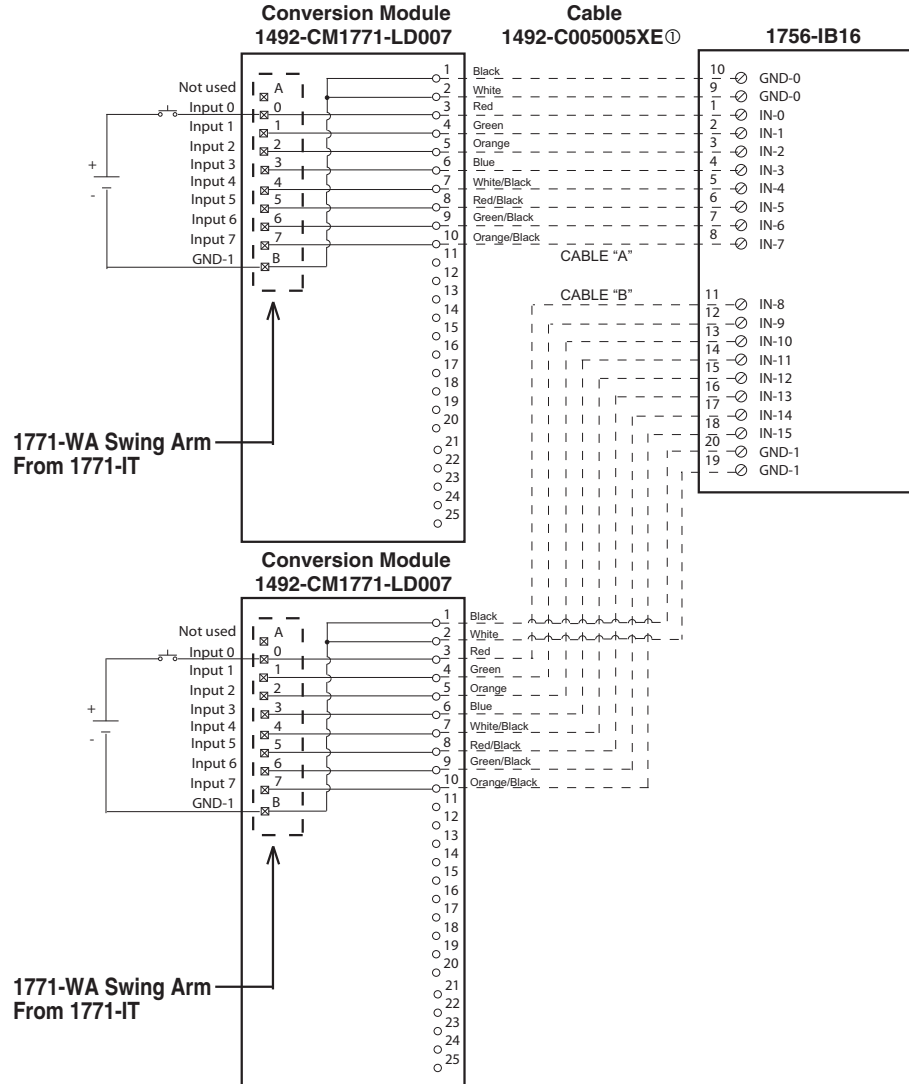 Conversion Module
1492-CM1771-LD007
Cable
1492-C005005XE①
1756-IB16
Not used A
Input 0 0
Input 1 1
Input 2 2
Input 3 3
Input 4 4
Input 5 5
Input 6 6
Input 7 7
GND-1 B
+
-
1 Black 10 GND-0
2 White 9 GND-0
3 Red 1 IN-0
4 Green 2 IN-1
5 Orange 3 IN-2
6 Blue 4 IN-3
7 White/Black 5 IN-4
8 Red/Black 6 IN-5
9 Green/Black 7 IN-6
10 Orange/Black 8 IN-7
11
12
13
14
15
16
17
18
19
20
21
22
23
24
25
CABLE "A"
CABLE "B"
11 IN-8
12 IN-9
13 IN-10
14 IN-11
15 IN-12
16 IN-13
17 IN-14
18 IN-15
20 GND-1
19 GND-1
1771-WA Swing Arm
From 1771-IT
Conversion Module
1492-CM1771-LD007
Not used A
Input 0 0
Input 1 1
Input 2 2
Input 3 3
Input 4 4
Input 5 5
Input 6 6
Input 7 7
GND-1 B
+
-
1 Black
2 White
3 Red
4 Green
5 Orange
6 Blue
7 White/Black
8 Red/Black
9 Green/Black
10 Orange/Black
11
12
13
14
15
16
17
18
19
20
21
22
23
24
25
1771-WA Swing Arm
From 1771-IT